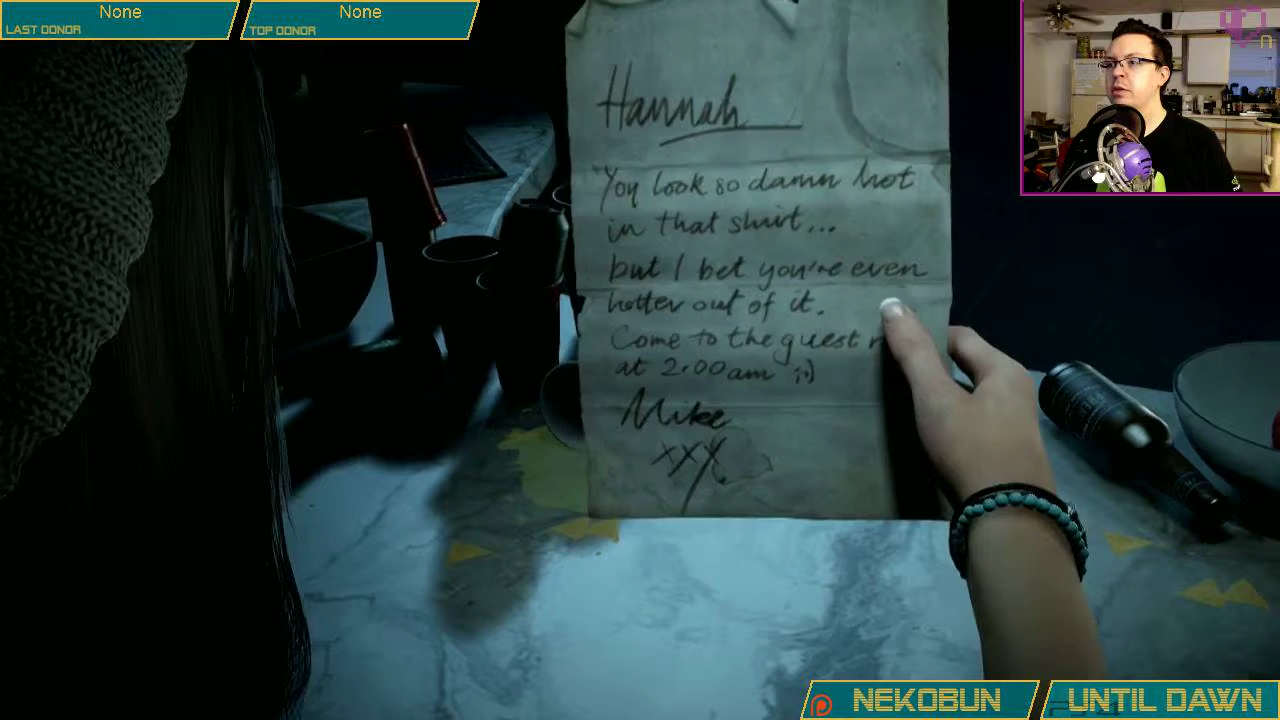 None
LAST DONOR
None
TOP DONOR
Hannah
You look so damn hot
in that shirt...
but I bet you're even
hotter out of it.
Come to the guest
at 2.00am ;)
Mike
xxx
NEKOBUN
UNTIL DAWN